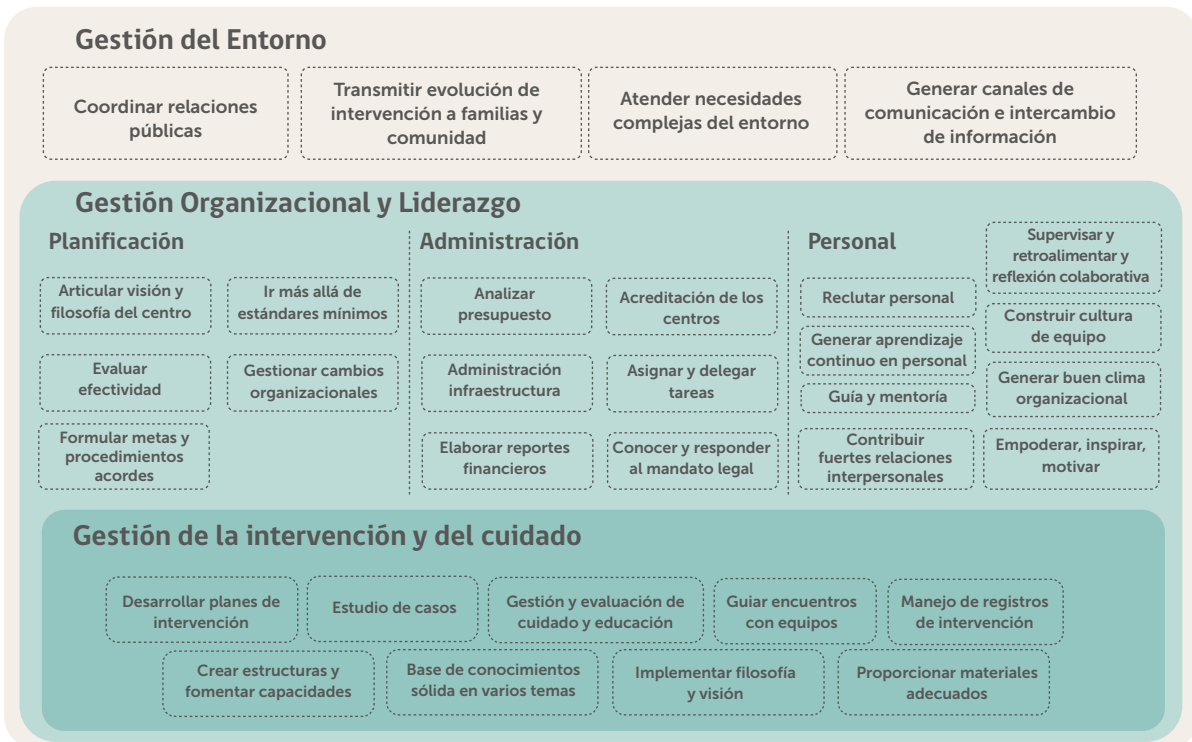 Gestión del Entorno
Coordinar relaciones
públicas
Transmitir evolución de
intervención a familias y
comunidad
Atender necesidades
complejas del entorno
Generar canales de
comunicación e intercambio
de información
Gestión Organizacional y Liderazgo
Planificación
Articular visión y
filosofía del centro
Ir más allá de
estándares mínimos
Evaluar
efectividad
Gestionar cambios
organizacionales
Formular metas y
procedimientos
acordes
Administración
Analizar
presupuesto
Acreditación de los
centros
Administración
infraestructura
Asignar y delegar
tareas
Elaborar reportes
financieros
Conocer y responder
al mandato legal
Personal
Supervisar y
retroalimentar y
reflexión colaborativa
Reclutar personal
Construir cultura
de equipo
Generar aprendizaje
continuo en personal
Generar buen clima
organizacional
Guía y mentoría
Contribuir
fuertes relaciones
interpersonales
Empoderar, inspirar,
motivar
Gestión de la intervención y del cuidado
Desarrollar planes de
intervención
Estudio de casos
Gestión y evaluación de
cuidado y educación
Guiar encuentros
con equipos
Manejo de registros
de intervención
Crear estructuras y
fomentar capacidades
Base de conocimientos
sólida en varios temas
Implementar filosofía
y visión
Proporcionar materiales
adecuados